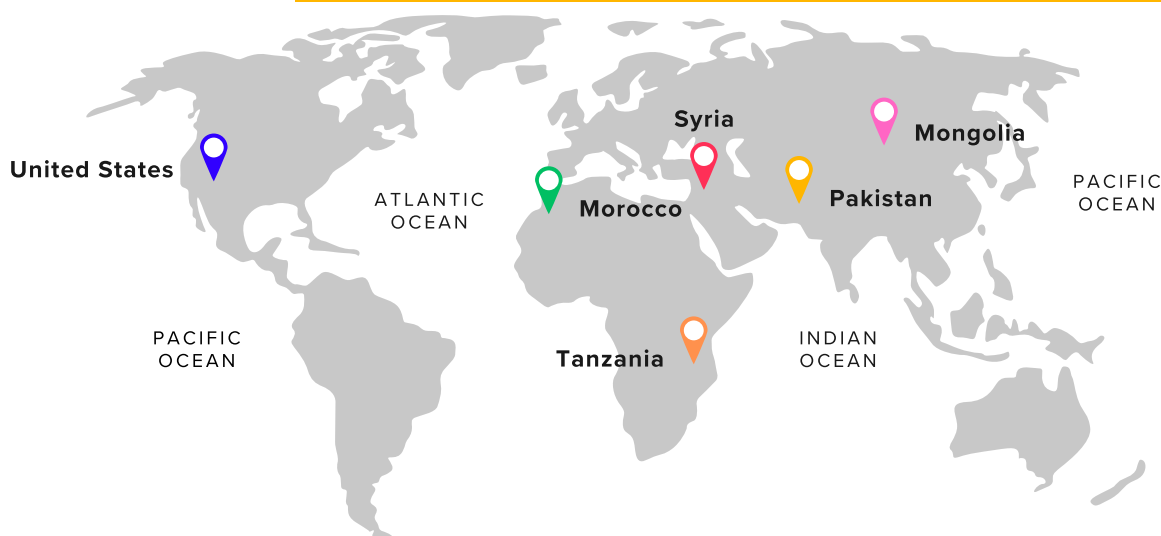 Syria
Mongolia
United States
PACIFIC
OCEAN
ATLANTIC
OCEAN
Morocco
Pakistan
PACIFIC
OCEAN
INDIAN
OCEAN
Tanzania